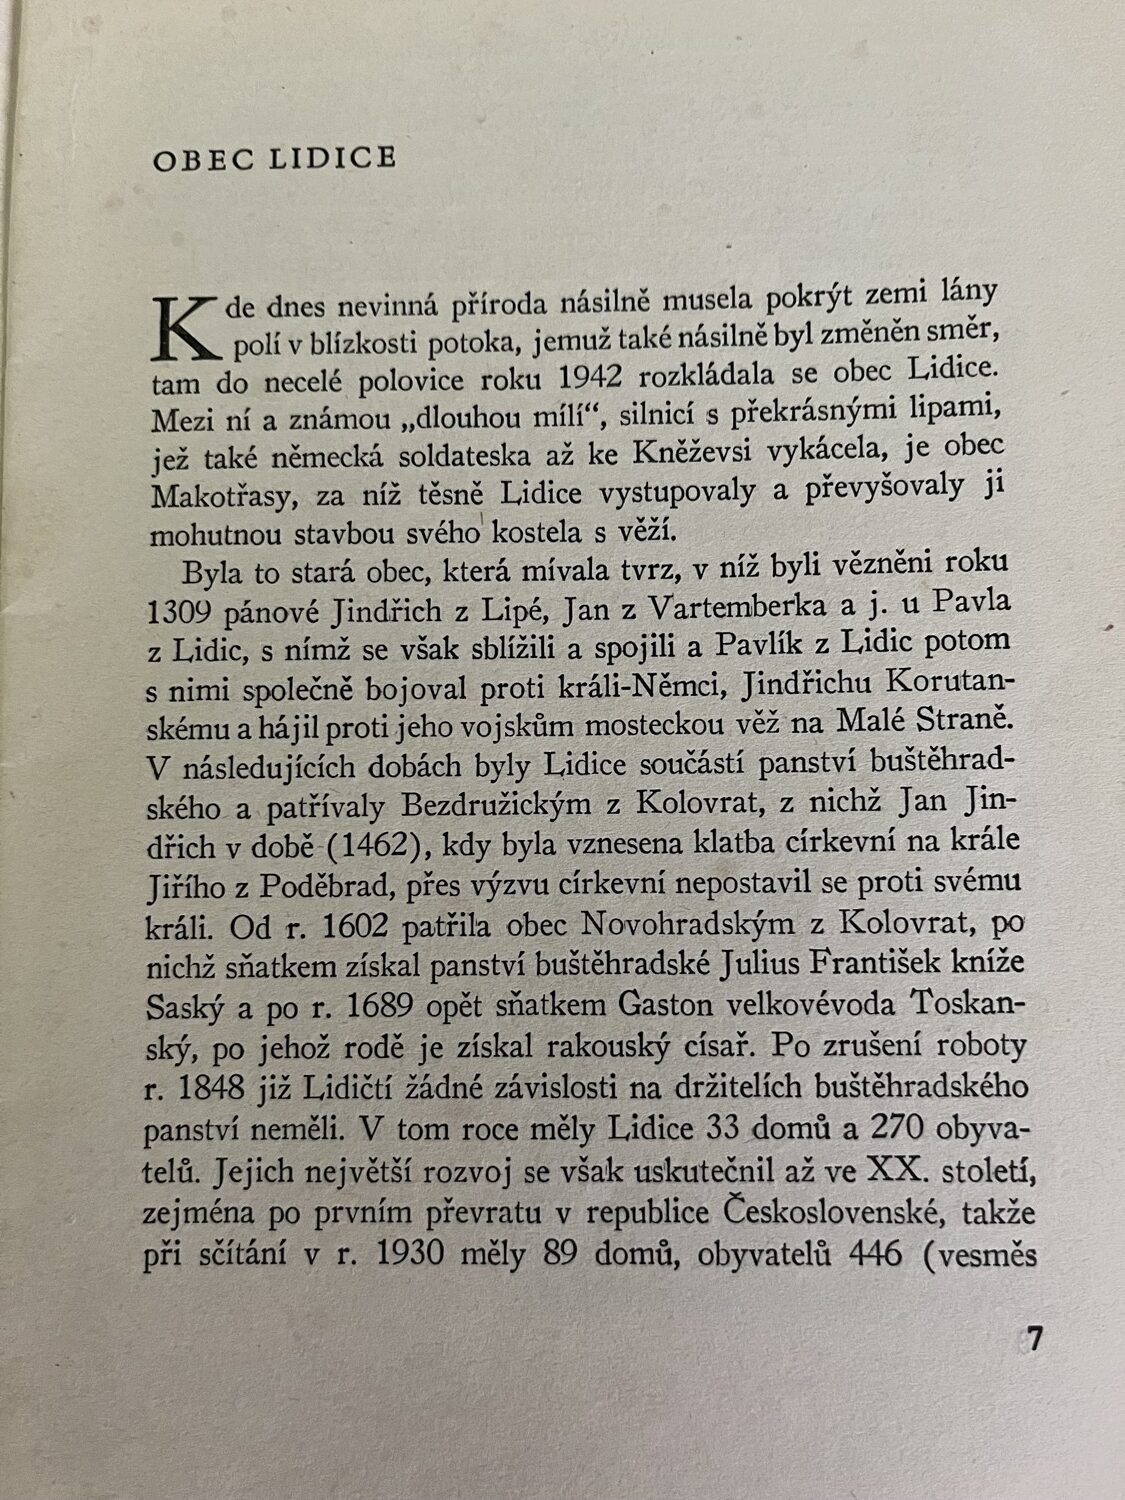 OBEC LIDICE
Kde dnes nevinná příroda násilně musela pokrýt zemi lány
polí v blízkosti potoka, jemuž také násilně byl změněn směr,
tam do necelé polovice roku 1942 rozkládala se obec Lidice.
Mezi ní a známou „dlouhou mílí“, silnicí s překrásnými lipami,
jež také německá soldateska až ke Kněževsi vykácela, je obec
Makotřasy, za níž těsně Lidice vystupovaly a převyšovaly ji
mohutnou stavbou svého kostela s věží.
Byla to stará obec, která mívala tvrz, v níž byli vězněni roku
1309 pánové Jindřich z Lipé, Jan z Vartemberka a j. u Pavla
z Lidic, s nímž se však sblížili a spojili a Pavlík z Lidic potom
s nimi společně bojoval proti králi-Němci, Jindřichu Korutan-
skému a hájil proti jeho vojskům mosteckou věž na Malé Straně.
V následujících dobách byly Lidice součástí panství buštěhrad-
ského a patřívaly Bezdružickým z Kolovrat, z nichž Jan Jin-
dřich v době (1462), kdy byla vznesena klatba církevní na krále
Jiřího z Poděbrad, přes výzvu církevní nepostavil se proti svému
králi. Od r. 1602 patřila obec Novohradským z Kolovrat, po
nichž sňatkem získal panství buštěhradské Julius František kníže
Saský a po r. 1689 opět sňatkem Gaston velkovévoda Toskan-
ský, po jehož rodě je získal rakouský císař. Po zrušení roboty
r. 1848 již Lidičtí žádné závislosti na držitelích buštěhradského
panství neměli. V tom roce měly Lidice 33 domů a 270 obyva-
telů. Jejich největší rozvoj se však uskutečnil až ve XX. století,
zejména po prvním převratu v republice Československé, takže
při sčítání v r. 1930 měly 89 domů, obyvatelů 446 (vesměs
7